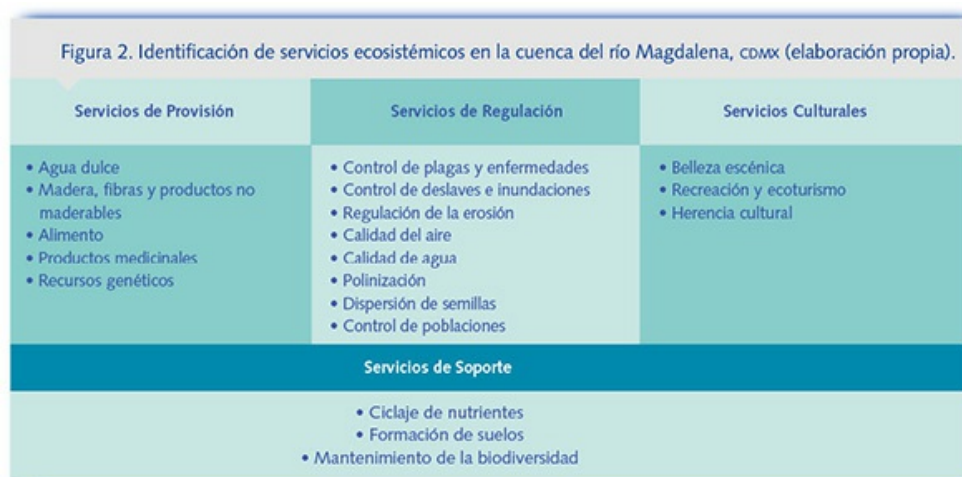 Figura 2. Identificación de servicios ecosistémicos en la cuenca del río Magdalena, CDMX (elaboración propia).
Servicios de Provisión
• Agua dulce
• Madera, fibras y productos no
maderables
• Alimento
• Productos medicinales
• Recursos genéticos
Servicios de Regulación
• Control de plagas y enfermedades
• Control de deslaves e inundaciones
• Regulación de la erosión
• Calidad del aire
• Calidad de agua
• Polinización
• Dispersión de semillas
• Control de poblaciones
Servicios Culturales
• Belleza escénica
• Recreación y ecoturismo
• Herencia cultural
Servicios de Soporte
• Ciclaje de nutrientes
• Formación de suelos
• Mantenimiento de la biodiversidad